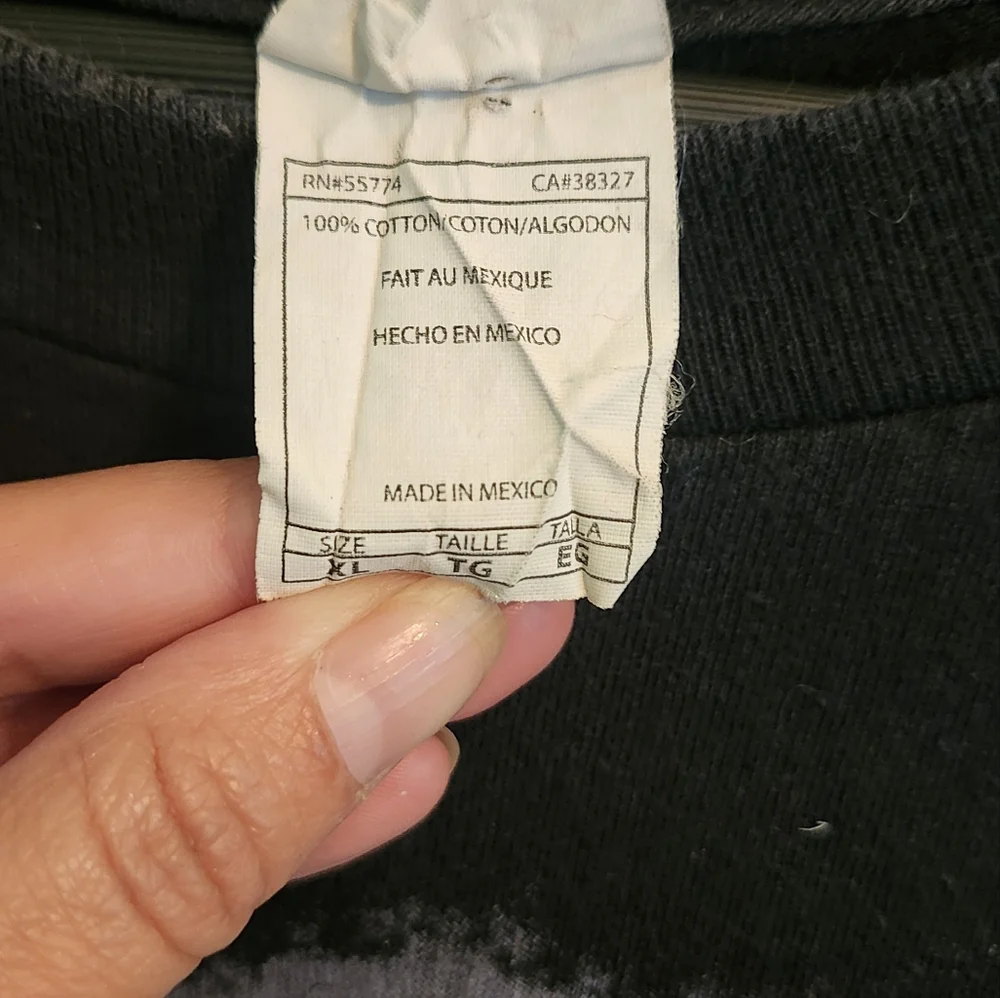 RN#55774 CA#38327
100% COTTON/COTON/ALGODON
FAIT AU MEXIQUE
HECHO EN MEXICO
MADE IN MEXICO
SIZE TAILLE TALLA
XL TG EG